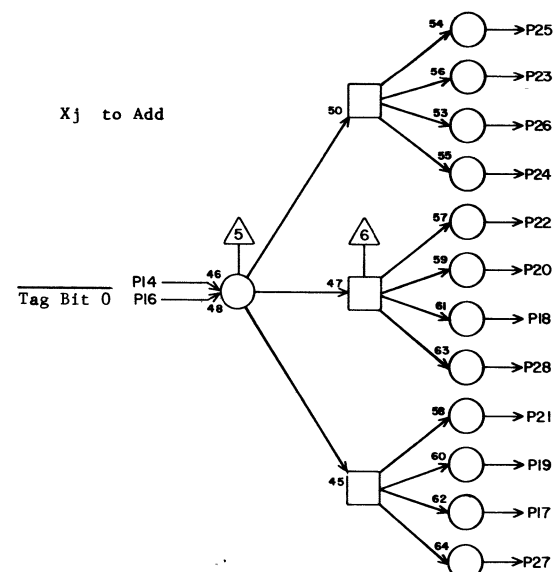 54 P25
56 P23
Xj to Add 50 53 P26
55 P24
5 6 57 P22
P14 46 47 59 P20
Tag Bit 0 P16 48 61 P18
63 P28
58 P21
45 60 P19
62 P17
64 P27